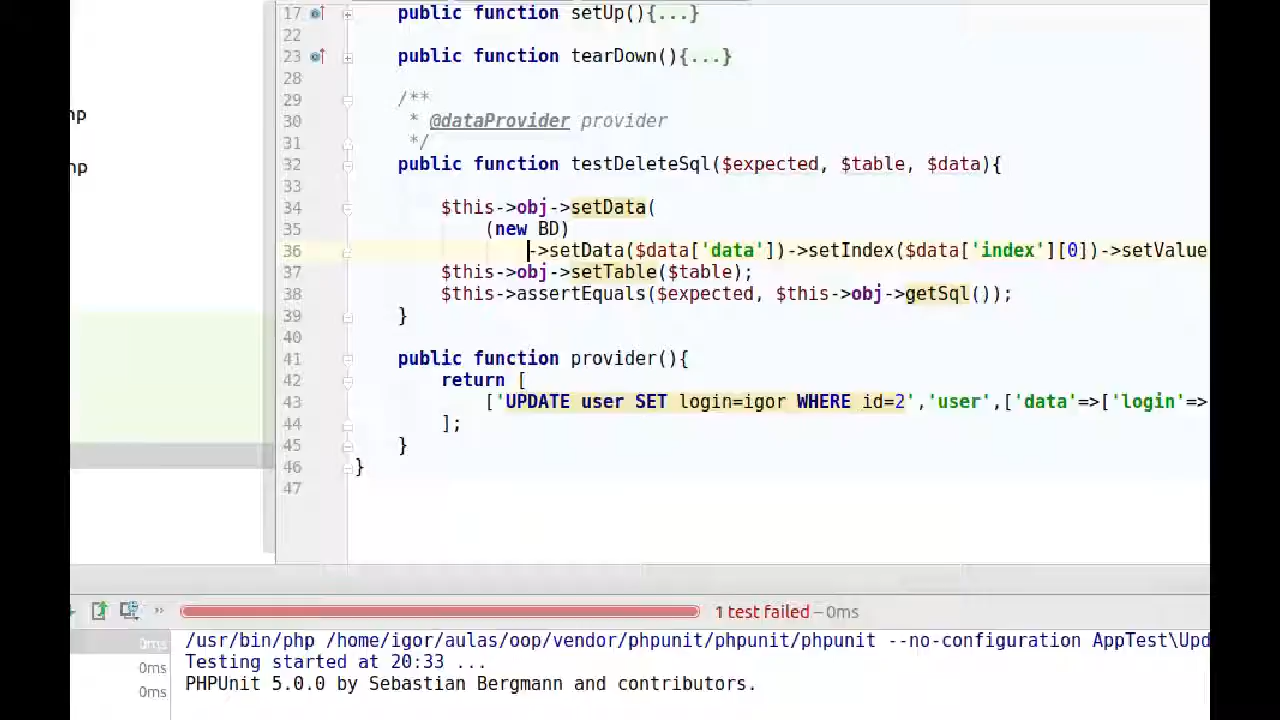 17 public function setUp(){...}
22
23 public function tearDown(){...}
28
29 /**
30 * @dataProvider provider
31 */
32 public function testDeleteSql($expected, $table, $data){
33
34 $this->obj->setData(
35 (new BD)
36 ->setData($data['data'])->setIndex($data['index'][0])->setValue
37 $this->obj->setTable($table);
38 $this->assertEquals($expected, $this->obj->getSql());
39 }
40
41 public function provider(){
42 return [
43 ['UPDATE user SET login=igor WHERE id=2','user',['data'=>['login'=>
44 ];
45 }
46 }
47
np
np
» 1 test failed – 0ms
0ms /usr/bin/php /home/igor/aulas/oop/vendor/phpunit/phpunit/phpunit --no-configuration AppTest\Upd
0ms Testing started at 20:33 ...
0ms PHPUnit 5.0.0 by Sebastian Bergmann and contributors.